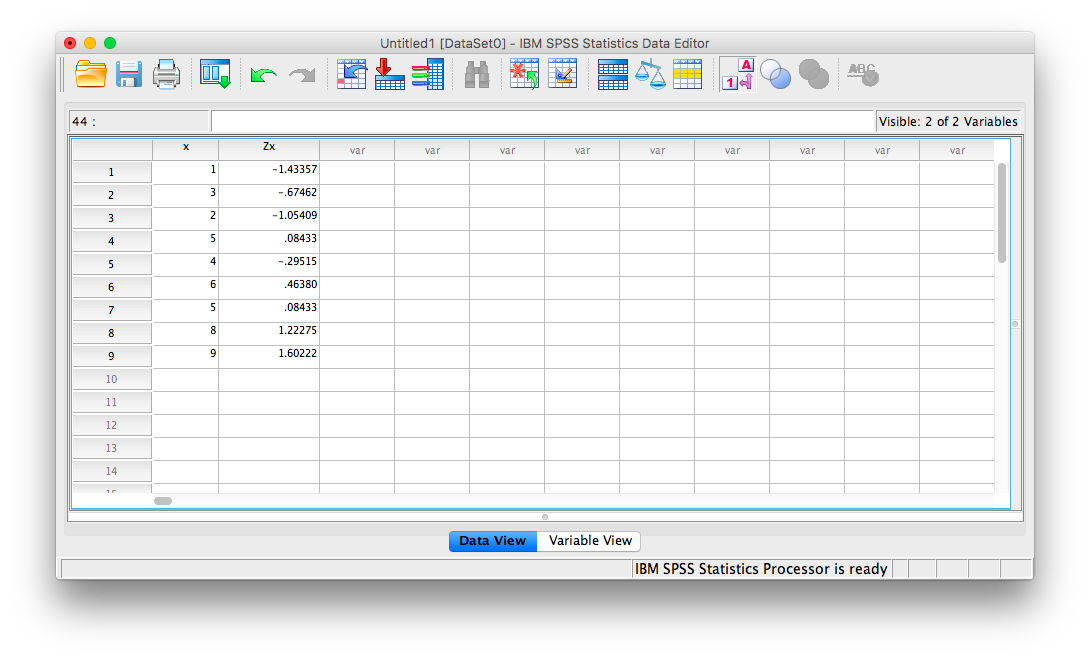 Untitled1 [DataSet0] - IBM SPSS Statistics Data Editor
A
1
ABC
44 :
Visible: 2 of 2 Variables
x Zx var var var var var var var var var
1 1 -1.43357
2 3 -.67462
3 2 -1.05409
4 5 .08433
5 4 -.29515
6 6 .46380
7 5 .08433
8 8 1.22275
9 9 1.60222
10
11
12
13
14
15
Data View Variable View
IBM SPSS Statistics Processor is ready